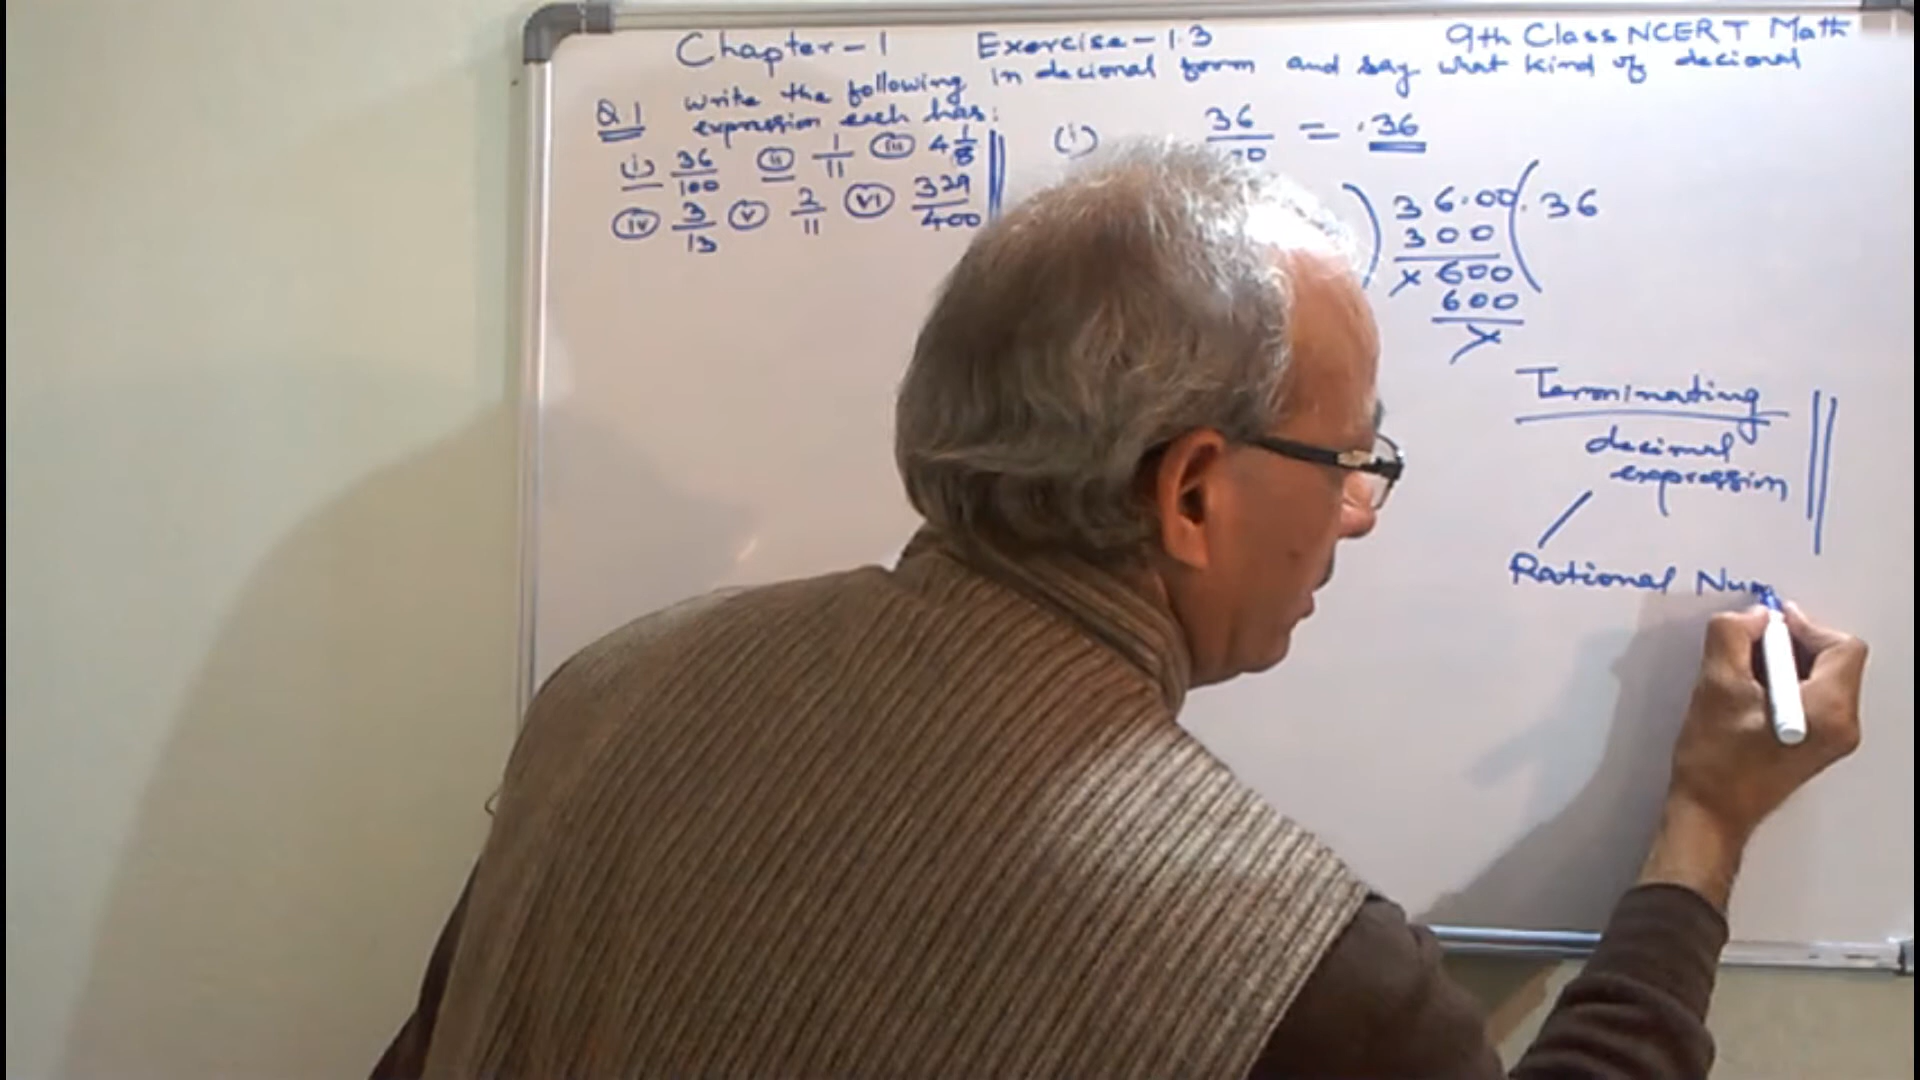 Chapter-1 Exercise-1.3 9th Class NCERT Math
Q1 Write the following in decimal form and say what kind of decimal
expression each has:
(i) 36/100 (ii) 1/11 (iii) 4 1/8
(iv) 3/13 (v) 2/11 (vi) 329/400
(i) 36/ = .36
) 36.00 ( .36
300
x 600
600
x
Terminating
decimal
expression
Rational Num